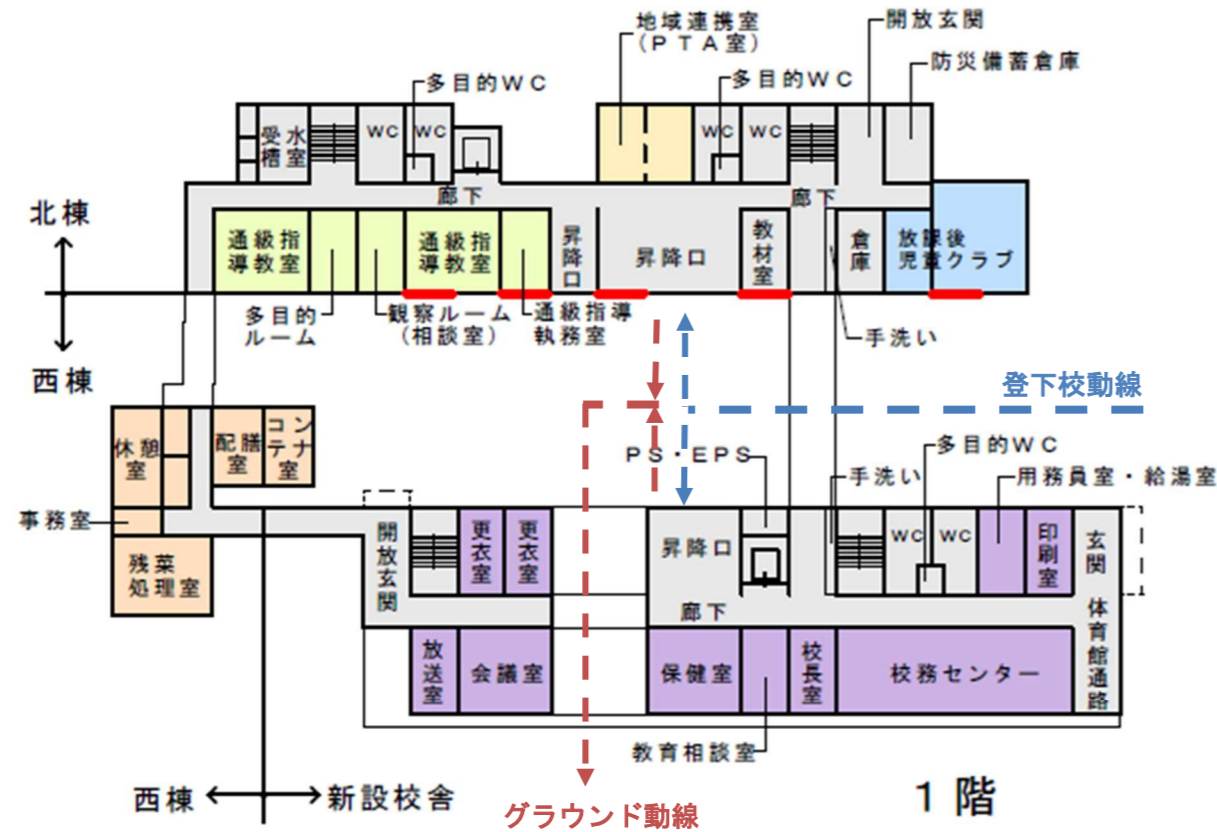 地域連携室
(PTA室)
開放玄関
防災備蓄倉庫
多目的WC
多目的WC
受水
槽室
WC
WC
WC
WC
廊下
廊下
北棟
西棟
通級指
導教室
通級指
導教室
昇降口
昇降口
教材室
倉庫
放課後
児童クラブ
多目的
ルーム
観察ルーム
(相談室)
通級指導
執務室
手洗い
登下校動線
休憩室
配膳室
コンテナ室
PS・EPS
多目的WC
手洗い
用務員室・給湯室
事務室
残菜
処理室
開放玄関
更衣室
更衣室
昇降口
WC
WC
印刷室
玄関
廊下
体育館通路
放送室
会議室
保健室
校長室
校務センター
教育相談室
西棟
新設校舎
1階
グラウンド動線